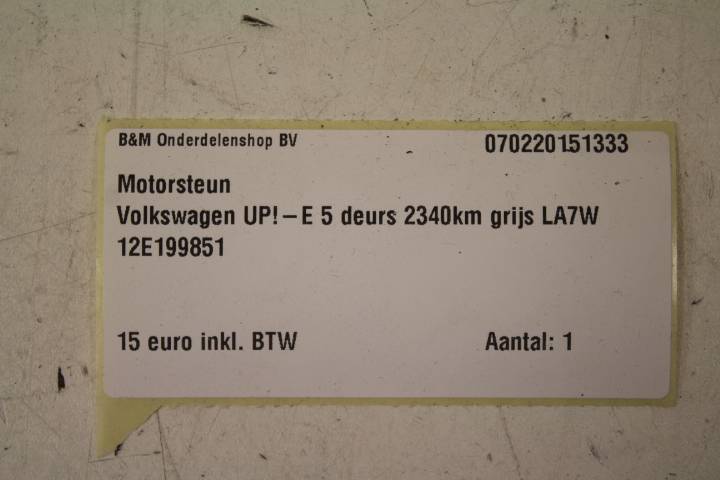 B&M Onderdelenshop BV 070220151333
Motorsteun
Volkswagen UP! – E 5 deurs 2340km grijs LA7W
12E199851
15 euro inkl. BTW Aantal: 1